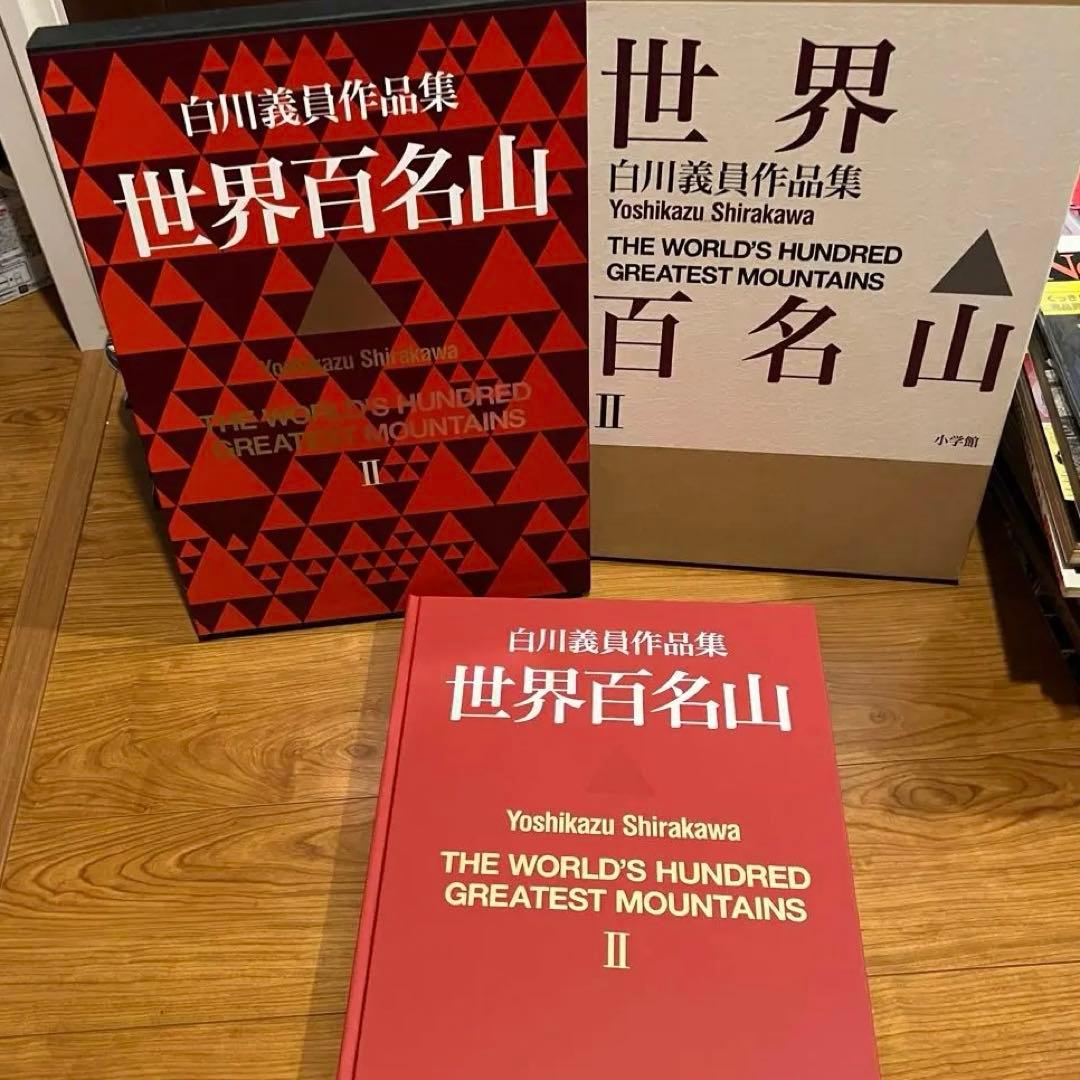 白川義員作品集
世界百名山
Yoshikazu Shirakawa
THE WORLD'S HUNDRED
GREATEST MOUNTAINS
II
世界
白川義員作品集
Yoshikazu Shirakawa
THE WORLD'S HUNDRED
GREATEST MOUNTAINS
百名山
II
小学館
白川義員作品集
世界百名山
Yoshikazu Shirakawa
THE WORLD'S HUNDRED
GREATEST MOUNTAINS
II